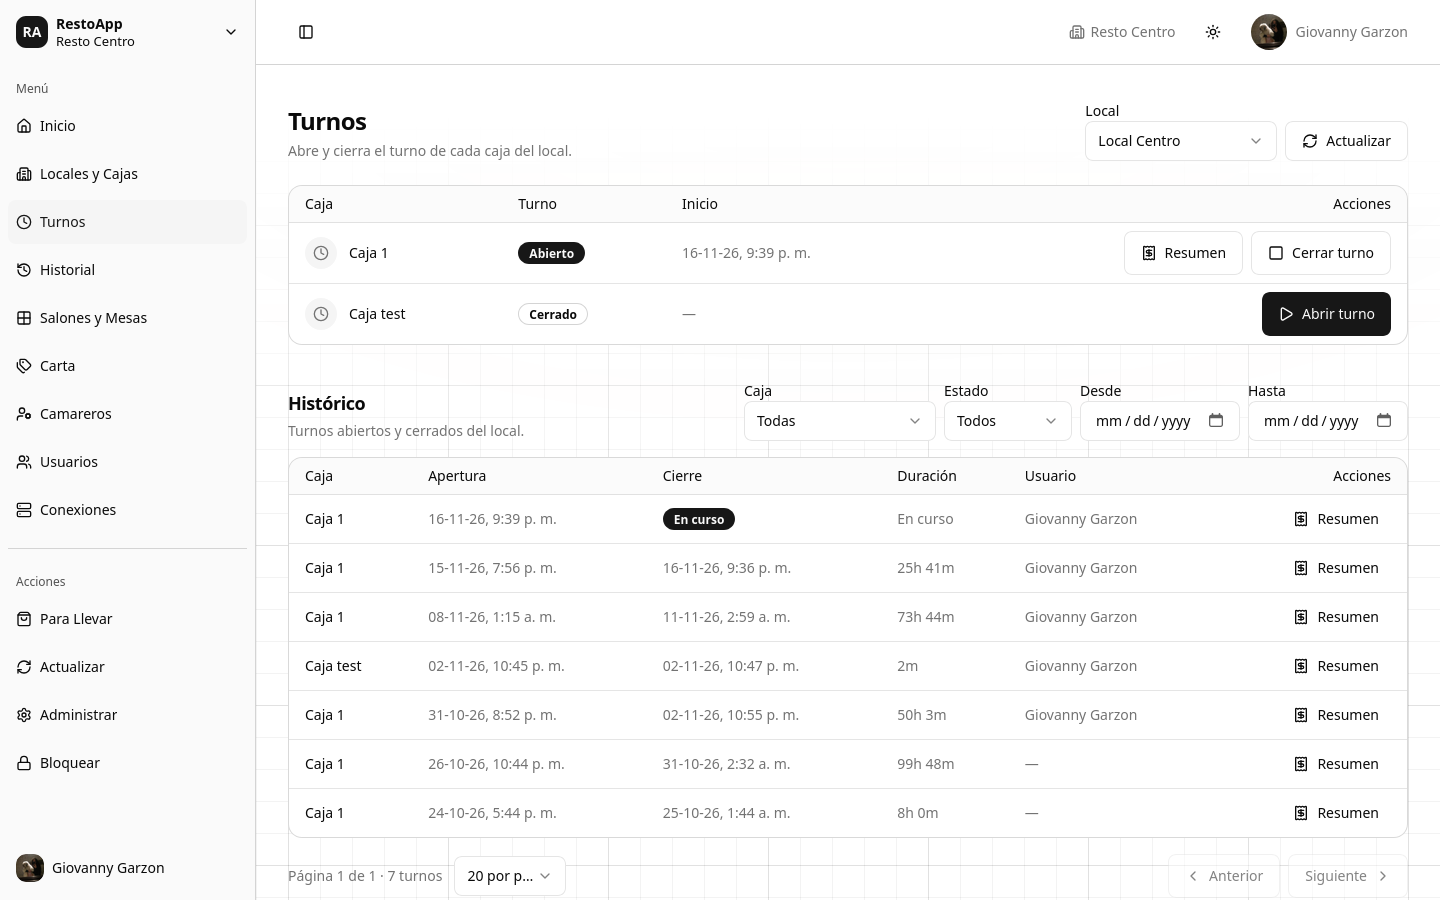 RA
RestoApp
Resto Centro
Menú
Inicio
Locales y Cajas
Turnos
Historial
Salones y Mesas
Carta
Camareros
Usuarios
Conexiones
Acciones
Para Llevar
Actualizar
Administrar
Bloquear
Giovanny Garzon
Resto Centro
Giovanny Garzon
Turnos
Abre y cierra el turno de cada caja del local.
Local
Local Centro
Actualizar
Caja Turno Inicio Acciones
Caja 1 Abierto 16-11-26, 9:39 p. m. Resumen Cerrar turno
Caja test Cerrado — Abrir turno
Histórico
Turnos abiertos y cerrados del local.
Caja Estado Desde Hasta
Todas Todos mm/dd/yyyy mm/dd/yyyy
Caja Apertura Cierre Duración Usuario Acciones
Caja 1 16-11-26, 9:39 p. m. En curso En curso Giovanny Garzon Resumen
Caja 1 15-11-26, 7:56 p. m. 16-11-26, 9:36 p. m. 25h 41m Giovanny Garzon Resumen
Caja 1 08-11-26, 1:15 a. m. 11-11-26, 2:59 a. m. 73h 44m Giovanny Garzon Resumen
Caja test 02-11-26, 10:45 p. m. 02-11-26, 10:47 p. m. 2m Giovanny Garzon Resumen
Caja 1 31-10-26, 8:52 p. m. 02-11-26, 10:55 p. m. 50h 3m Giovanny Garzon Resumen
Caja 1 26-10-26, 10:44 p. m. 31-10-26, 2:32 a. m. 99h 48m — Resumen
Caja 1 24-10-26, 5:44 p. m. 25-10-26, 1:44 a. m. 8h 0m — Resumen
Página 1 de 1 · 7 turnos 20 por p... Anterior Siguiente